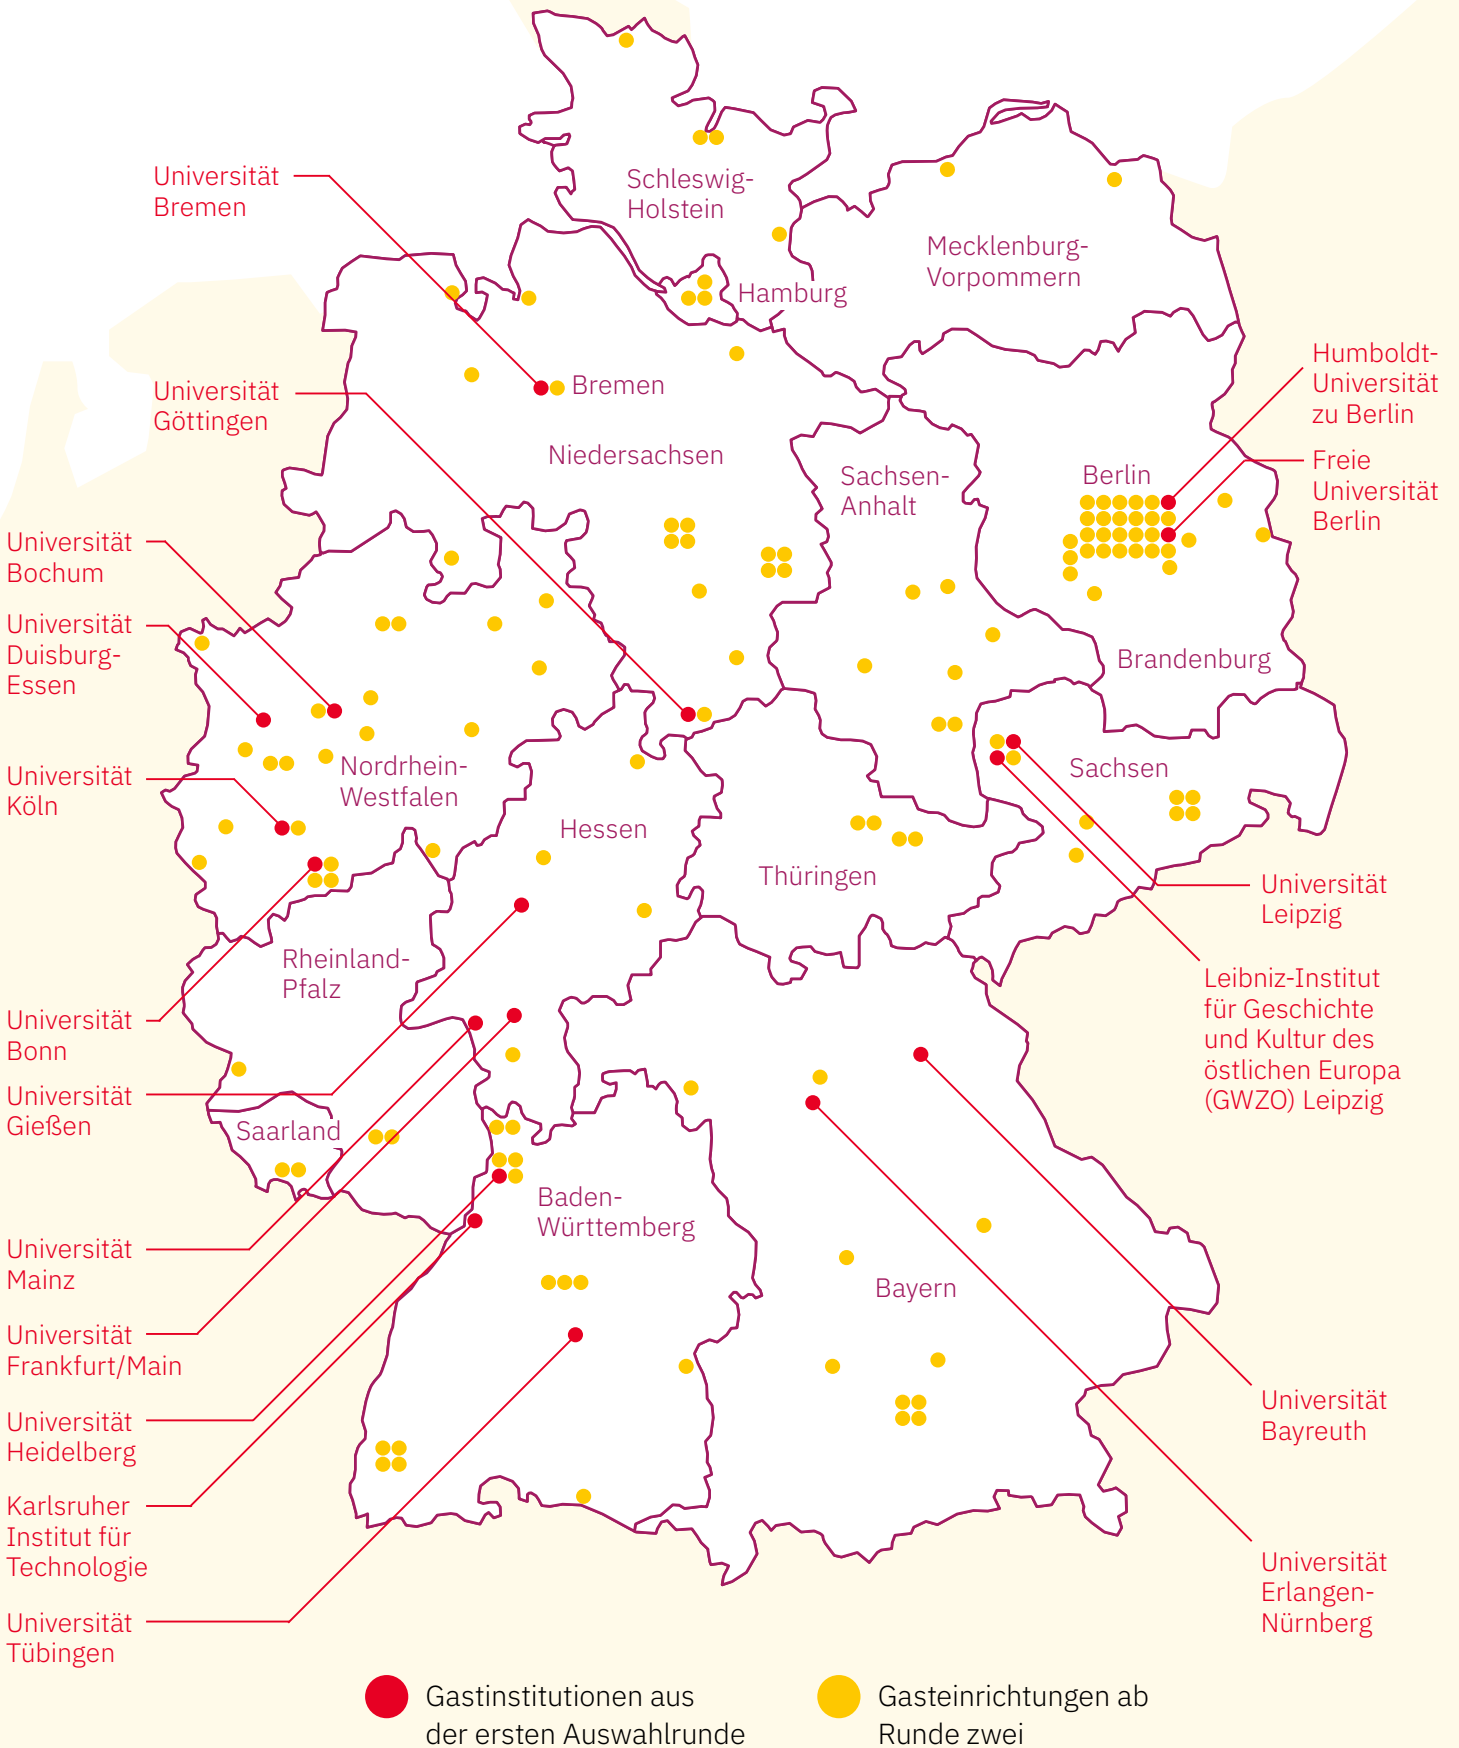 Universität
Bremen
Schleswig-
Holstein
Mecklenburg-
Vorpommern
Hamburg
Humboldt-
Universität
zu Berlin
Universität
Göttingen
Bremen
Niedersachsen
Sachsen-
Anhalt
Berlin
Freie
Universität
Berlin
Universität
Bochum
Universität
Duisburg-
Essen
Brandenburg
Universität
Köln
Nordrhein-
Westfalen
Sachsen
Hessen
Thüringen
Universität
Leipzig
Rheinland-
Pfalz
Leibniz-Institut
für Geschichte
und Kultur des
östlichen Europa
(GWZO) Leipzig
Universität
Bonn
Universität
Gießen
Saarland
Baden-
Württemberg
Universität
Mainz
Bayern
Universität
Frankfurt/Main
Universität
Heidelberg
Universität
Bayreuth
Karlsruher
Institut für
Technologie
Universität
Erlangen-
Nürnberg
Universität
Tübingen
Gastinstitutionen aus
der ersten Auswahlrunde
Gasteinrichtungen ab
Runde zwei